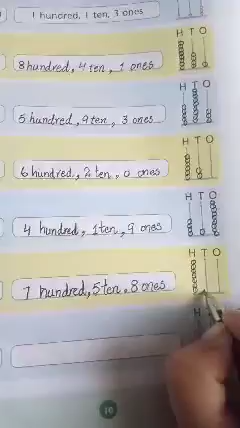 1 hundred, 1 ten, 3 ones
H T O
8 hundred, 4 ten, 1 ones
H T O
5 hundred, 9 ten, 3 ones
H T O
6 hundred, 2 ten, 0 ones
H T O
4 hundred, 1 ten, 9 ones
H T O
7 hundred, 5 ten, 8 ones
H